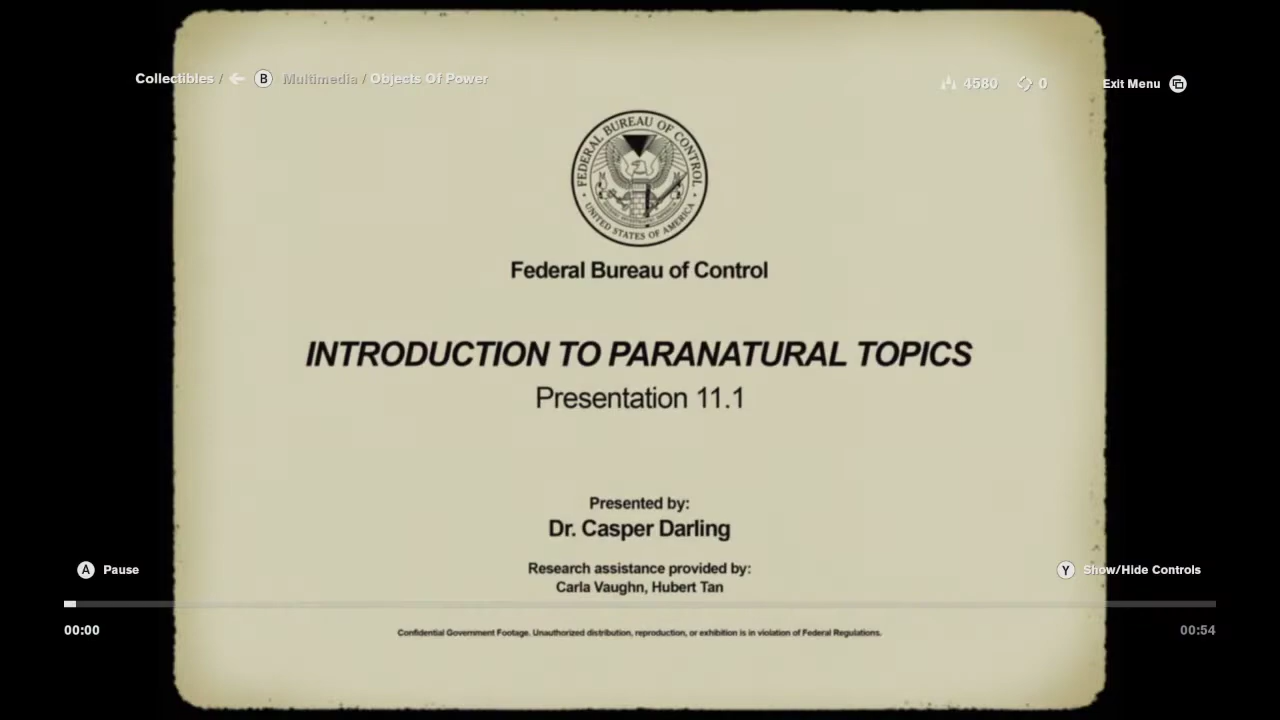 Collectibles / B Multimedia / Objects Of Power
4580 0 Exit Menu
FEDERAL BUREAU OF CONTROL
UNITED STATES OF AMERICA
Federal Bureau of Control
INTRODUCTION TO PARANATURAL TOPICS
Presentation 11.1
Presented by:
Dr. Casper Darling
Research assistance provided by:
Carla Vaughn, Hubert Tan
A Pause
Y Show/Hide Controls
00:00
00:54
Confidential Government Footage. Unauthorized distribution, reproduction, or exhibition is in violation of Federal Regulations.